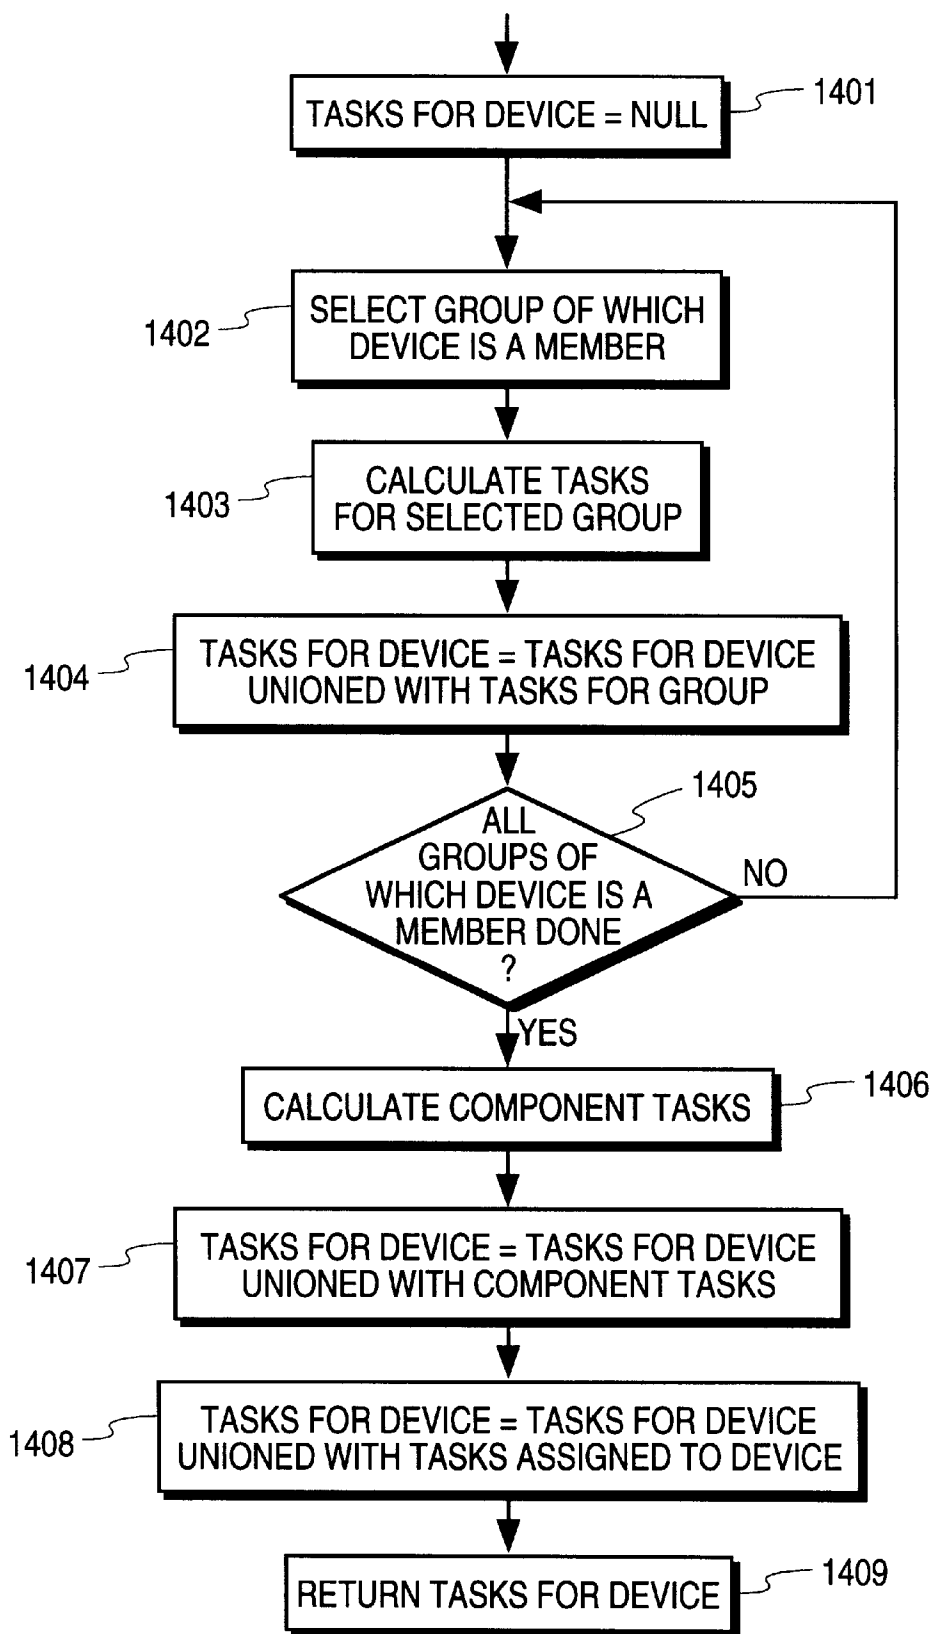 TASKS FOR DEVICE = NULL
1401
SELECT GROUP OF WHICH
DEVICE IS A MEMBER
1402
CALCULATE TASKS
FOR SELECTED GROUP
1403
TASKS FOR DEVICE = TASKS FOR DEVICE
UNIONED WITH TASKS FOR GROUP
1404
1405
ALL
GROUPS OF
WHICH DEVICE IS A
MEMBER DONE
?
NO
YES
CALCULATE COMPONENT TASKS
1406
TASKS FOR DEVICE = TASKS FOR DEVICE
UNIONED WITH COMPONENT TASKS
1407
TASKS FOR DEVICE = TASKS FOR DEVICE
UNIONED WITH TASKS ASSIGNED TO DEVICE
1408
RETURN TASKS FOR DEVICE
1409